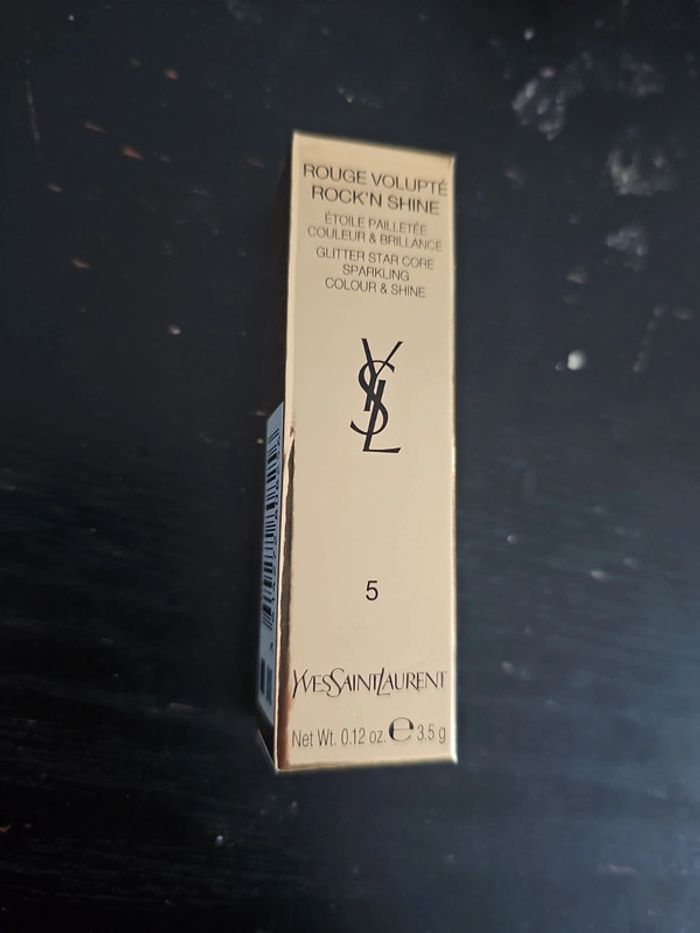 ROUGE VOLUPTÉ
ROCK'N SHINE
ÉTOILE PAILLETÉE
COULEUR & BRILLANCE
GLITTER STAR CORE
SPARKLING
COLOUR & SHINE
YSL
5
YVESSAINTLAURENT
Net Wt. 0.12 oz. ℮ 3.5 g